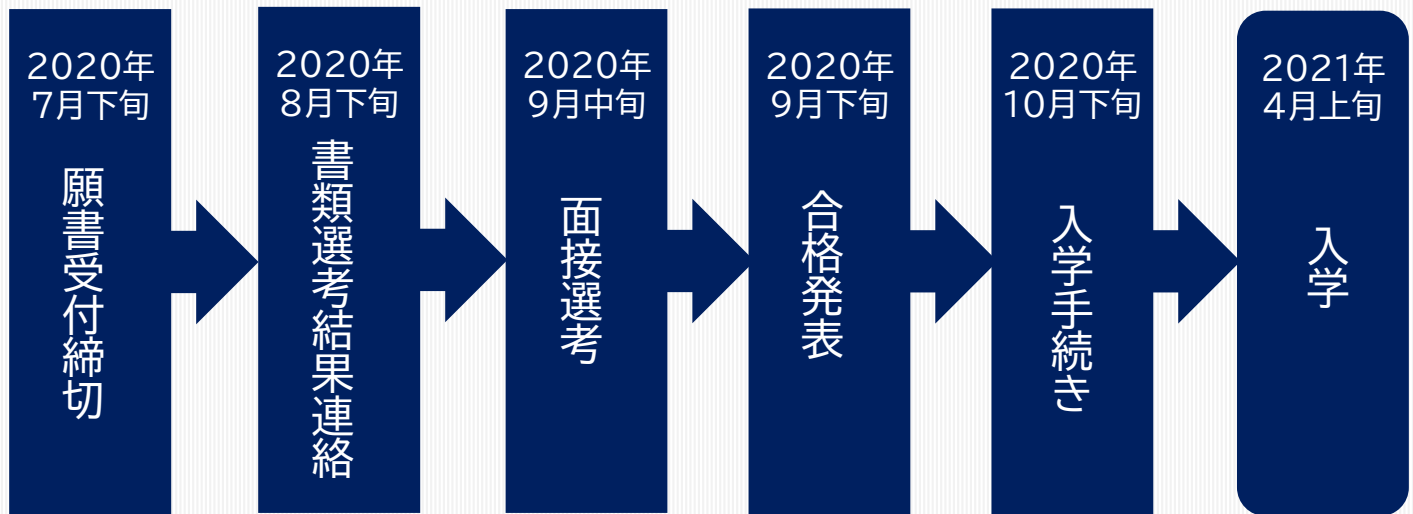 2020年
7月下旬
願書受付締切
2020年
8月下旬
書類選考結果連絡
2020年
9月中旬
面接選考
2020年
9月下旬
合格発表
2020年
10月下旬
入学手続き
2021年
4月上旬
入学